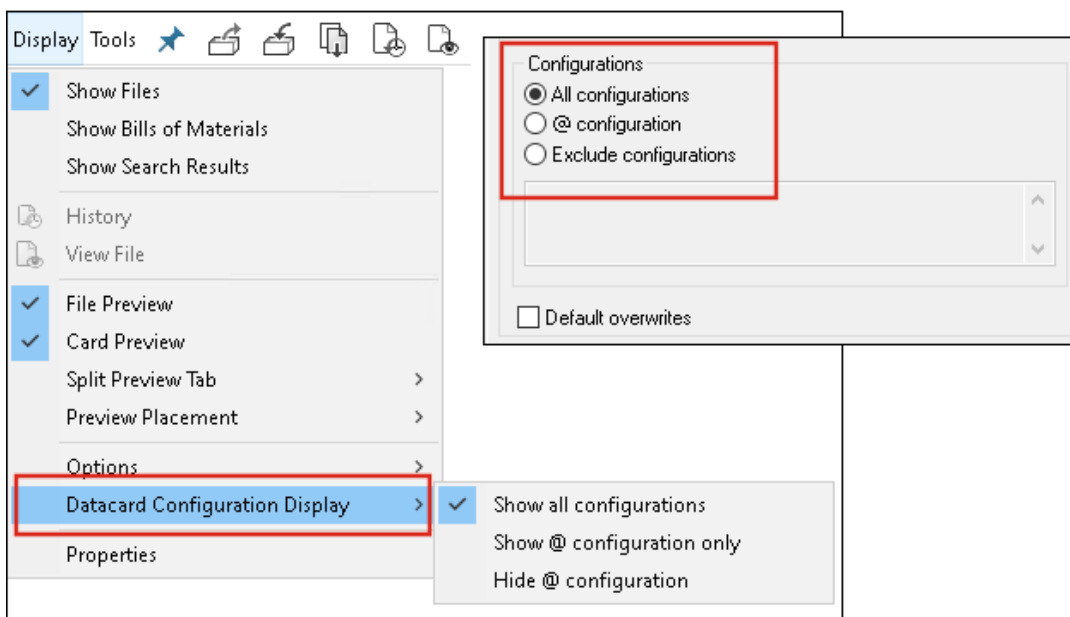 Display Tools
Show Files
Show Bills of Materials
Show Search Results
History
View File
File Preview
Card Preview
Split Preview Tab
Preview Placement
Options
Datacard Configuration Display
Properties
Show all configurations
Show @ configuration only
Hide @ configuration
Configurations
All configurations
@ configuration
Exclude configurations
Default overwrites